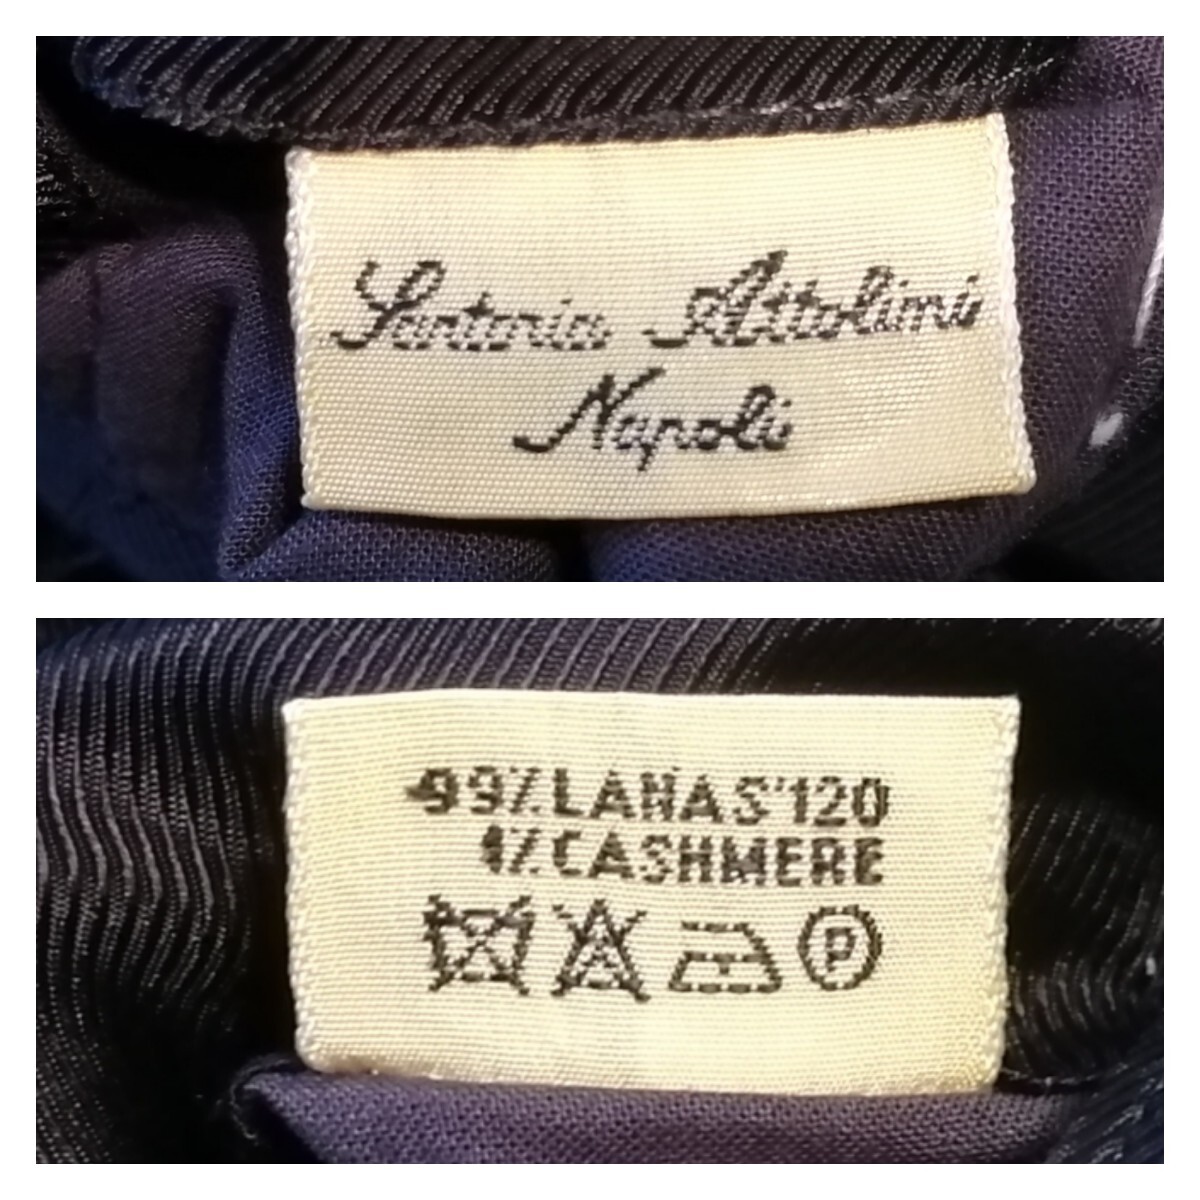 Sartoria Attolini
Napoli
99% LANA S'120
1% CASHMERE
P